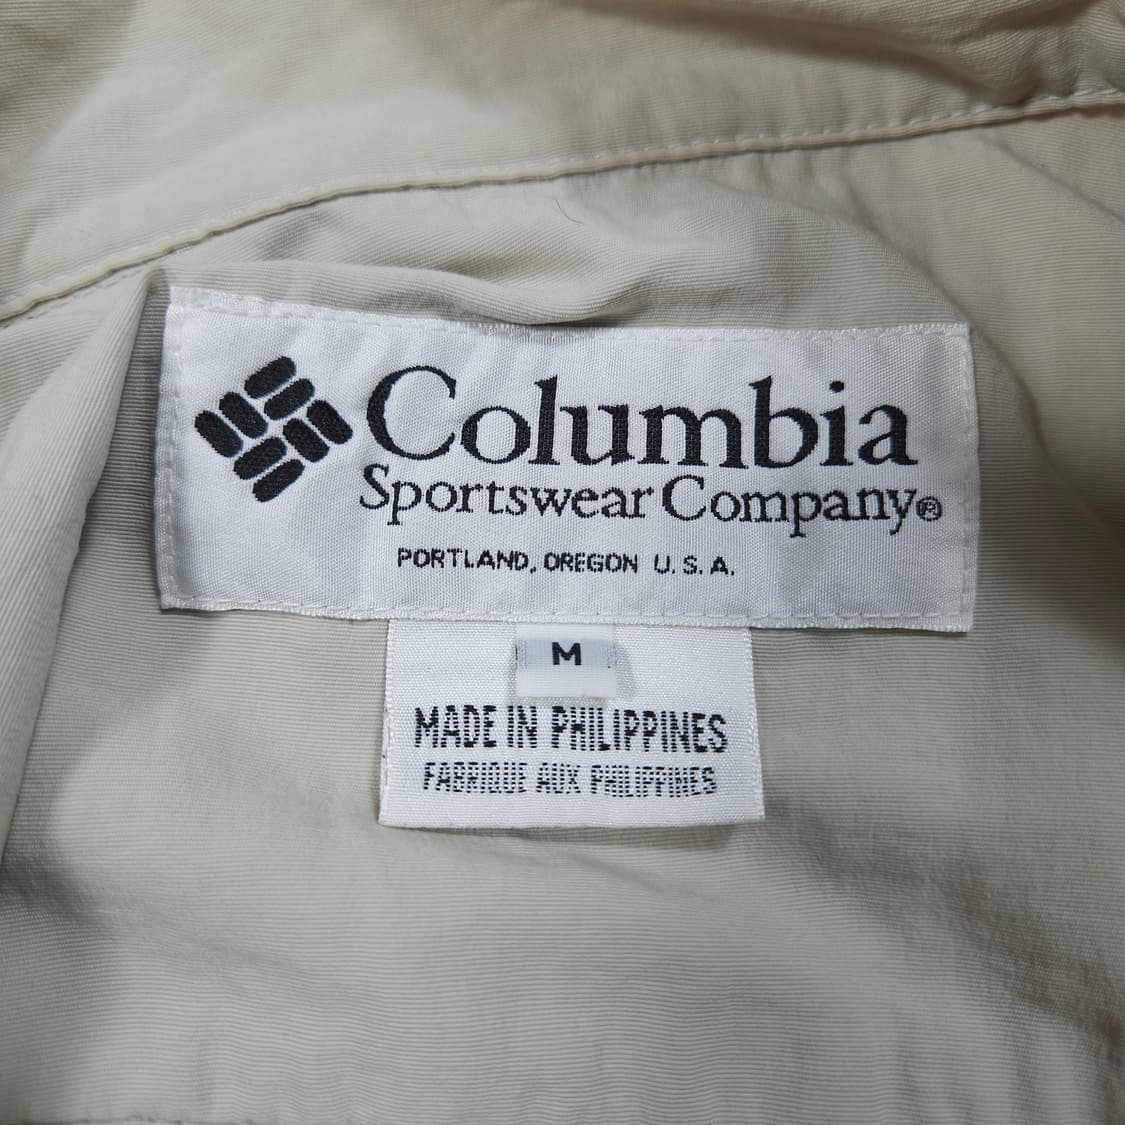 Columbia
Sportswear Company®
PORTLAND, OREGON U.S.A.
M
MADE IN PHILIPPINES
FABRIQUE AUX PHILIPPINES